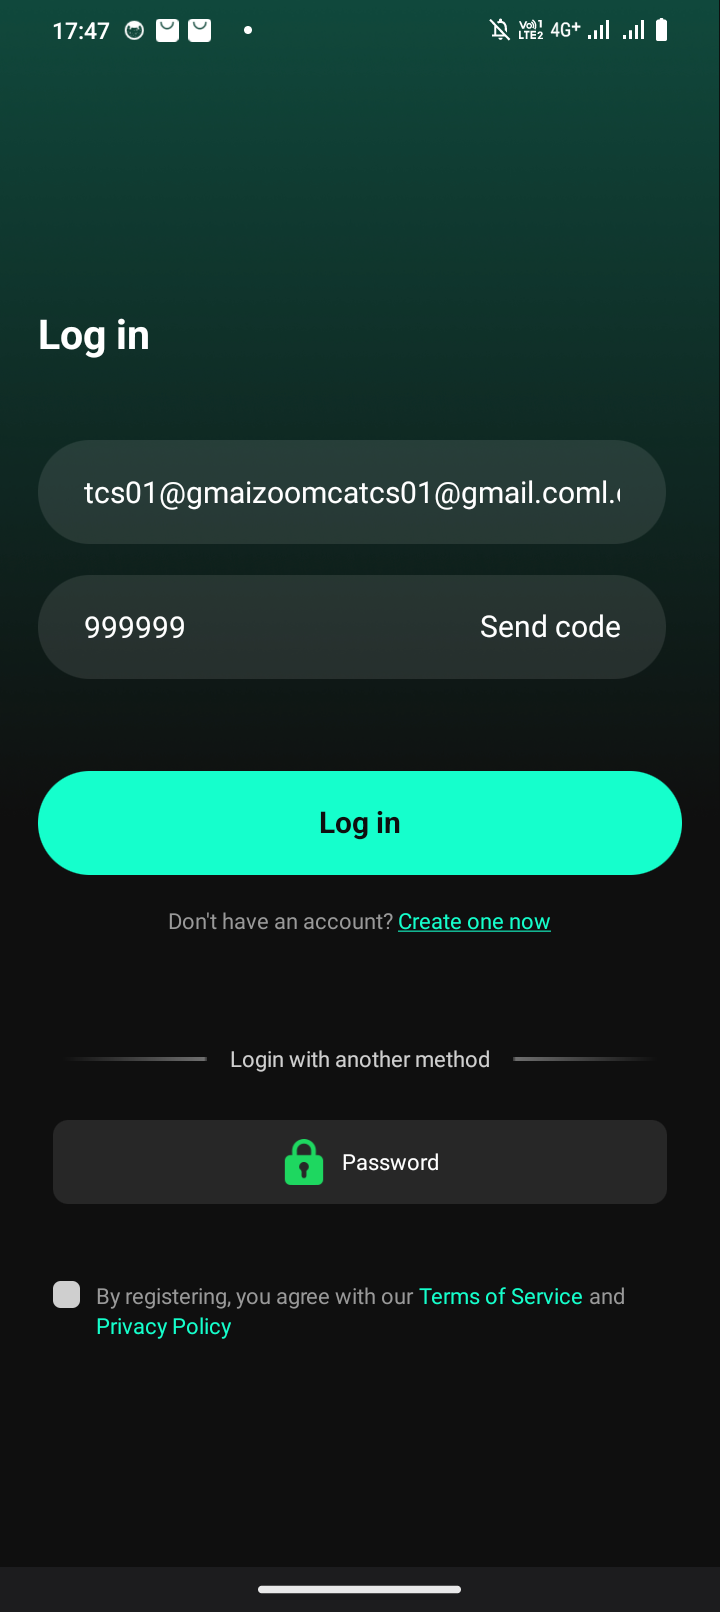 17:47 Vo)) 1 LTE2 4G+
Log in
tcs01@gmaizoomcatcs01@gmail.coml.
999999 Send code
Log in
Don't have an account? Create one now
Login with another method
Password
By registering, you agree with our Terms of Service and
Privacy Policy